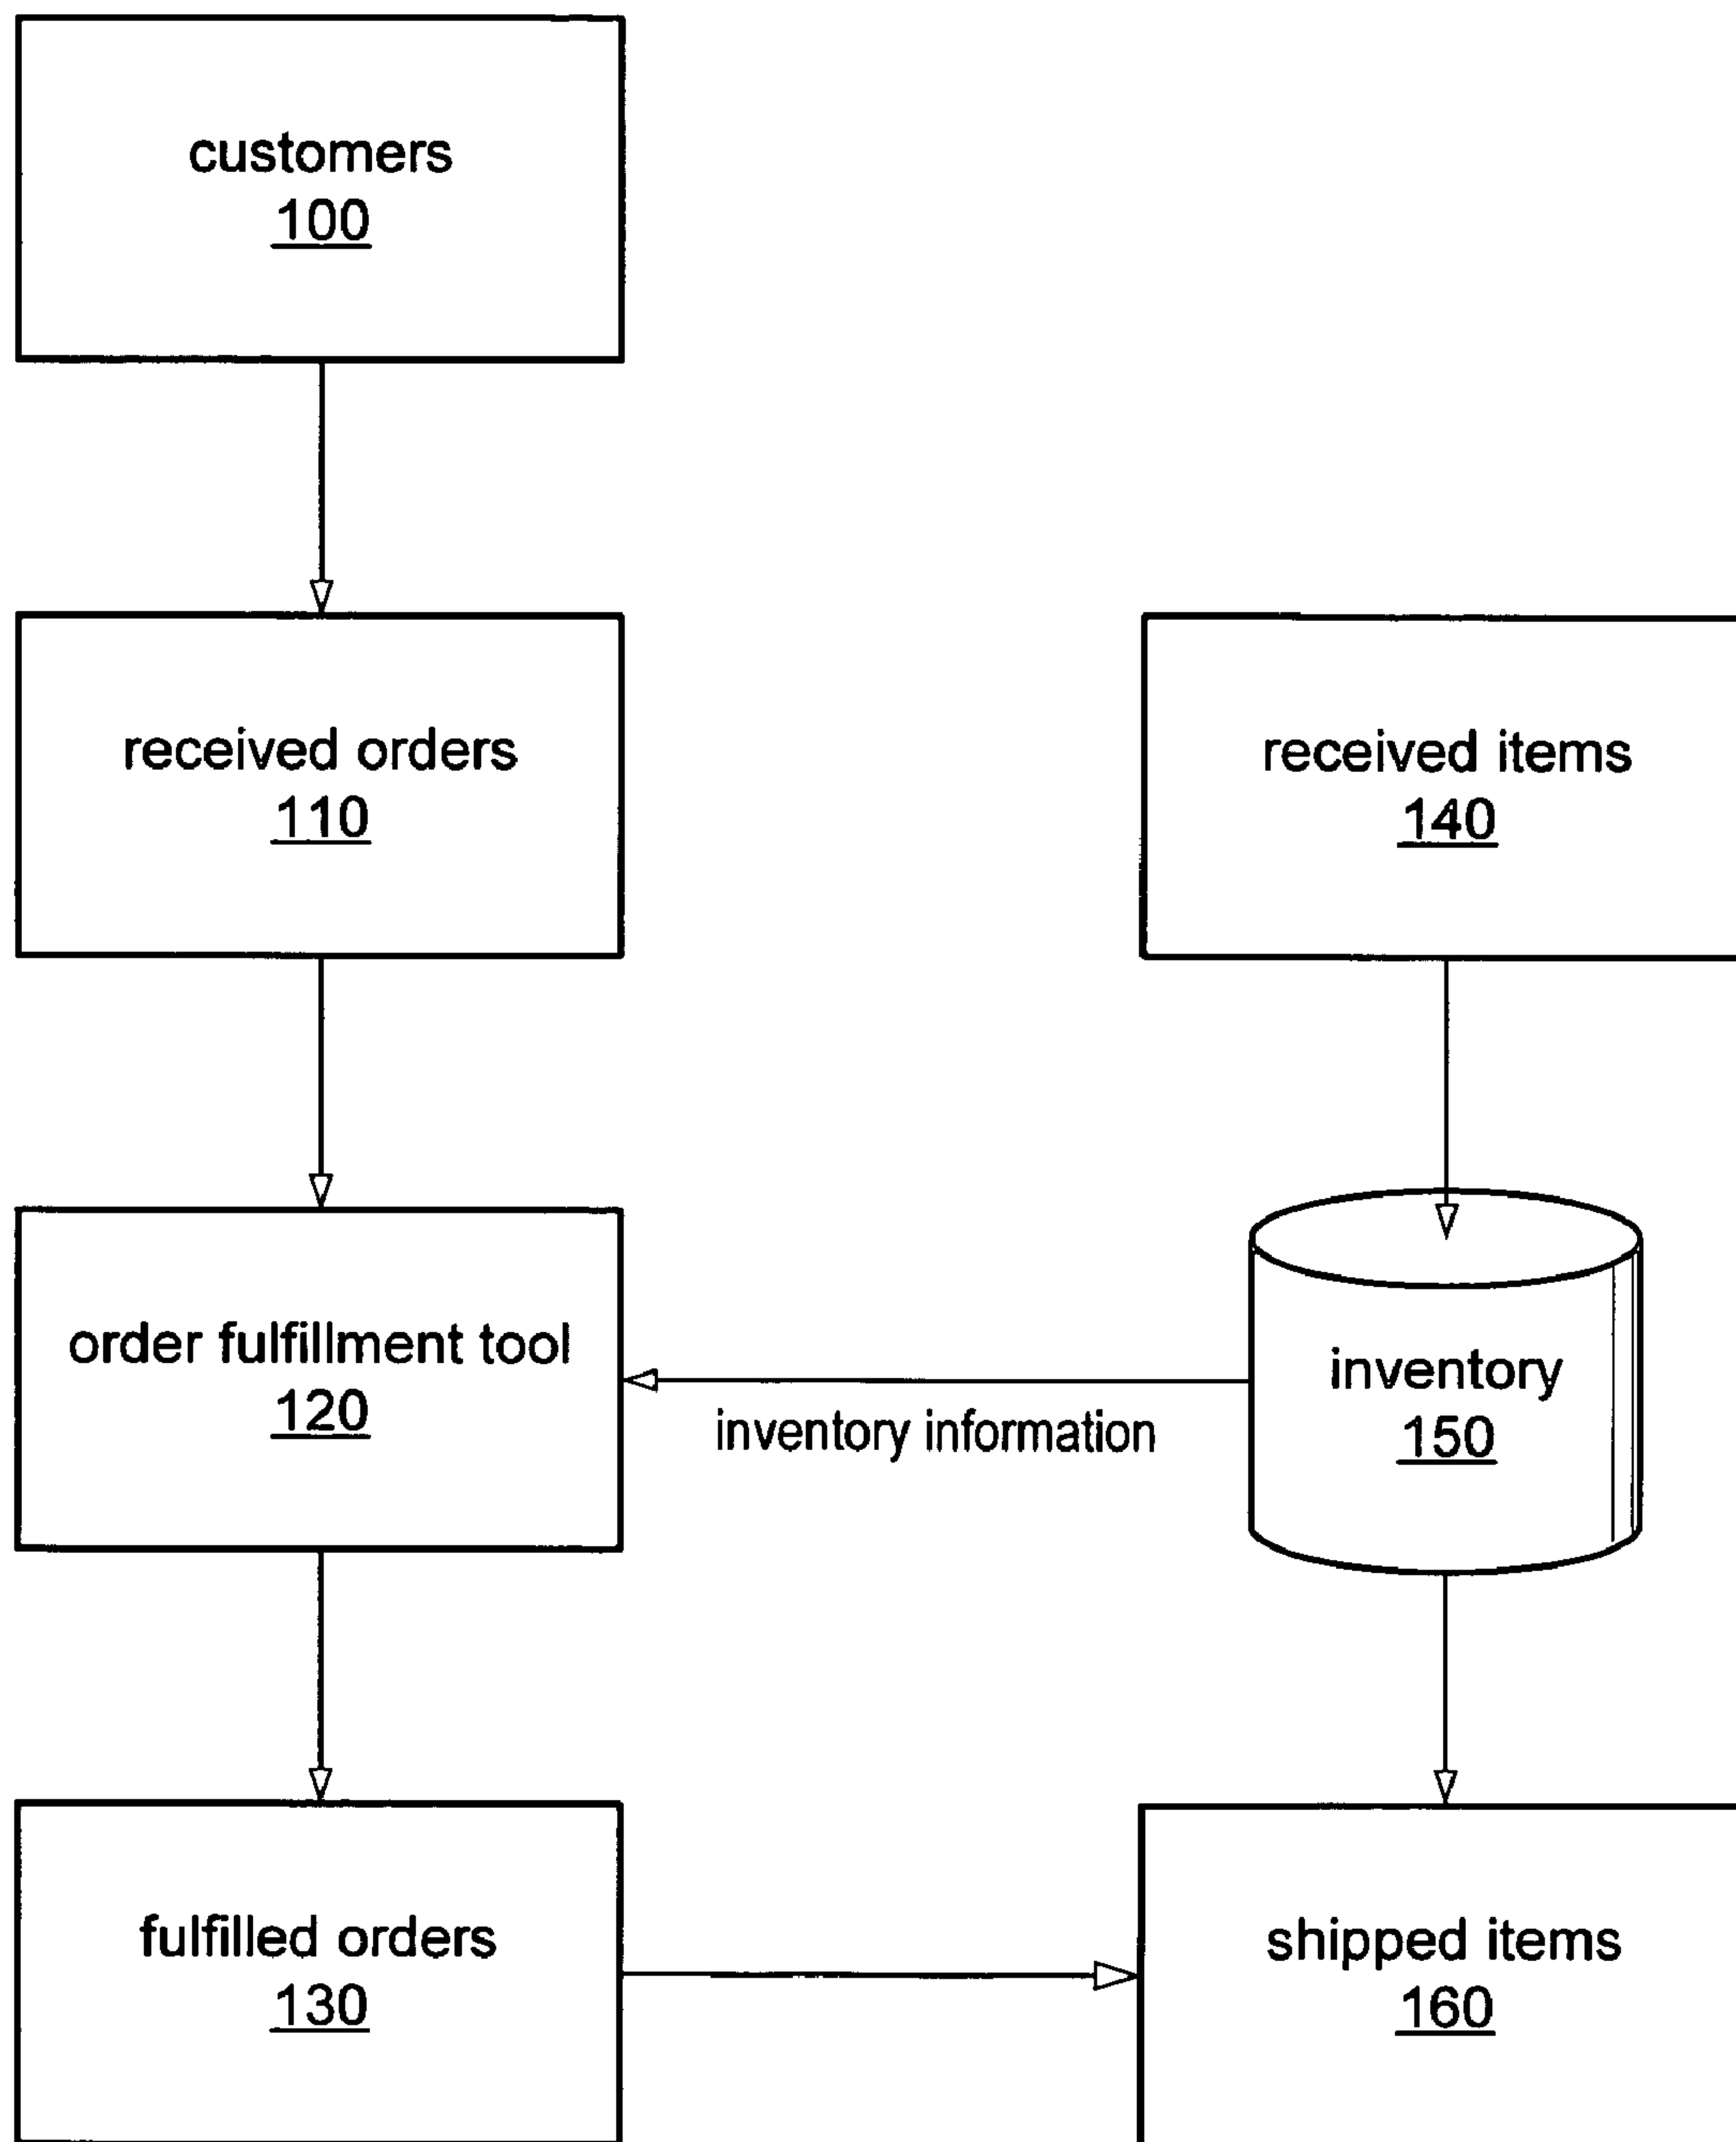 customers
100
received orders
110
received items
140
order fulfillment tool
120
inventory information
inventory
150
fulfilled orders
130
shipped items
160